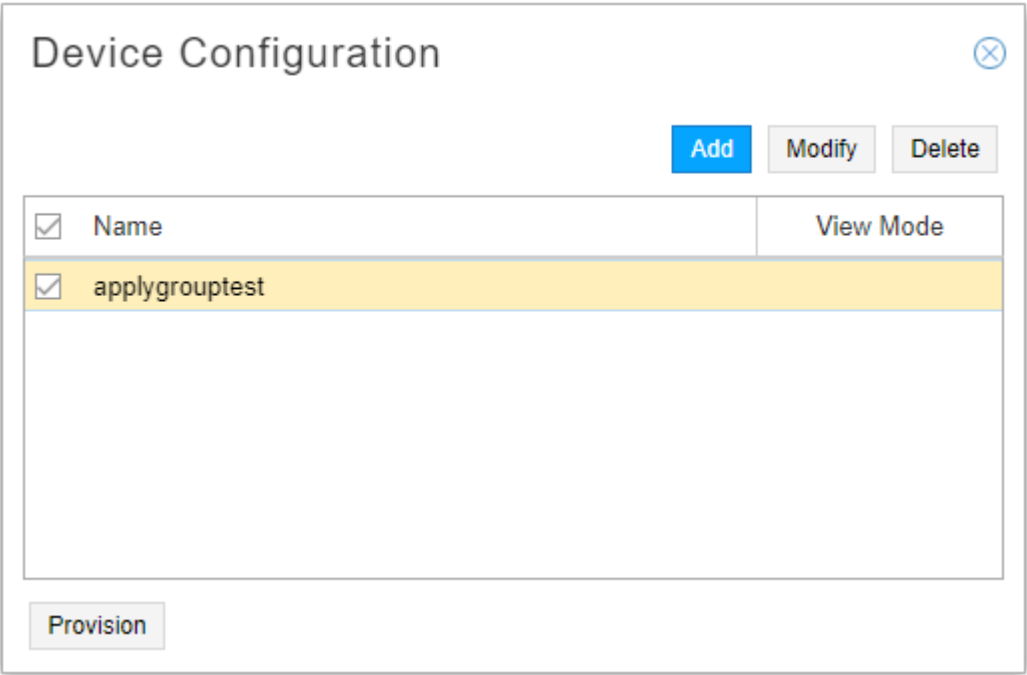 Device Configuration
Add Modify Delete
Name View Mode
applygrouptest
Provision